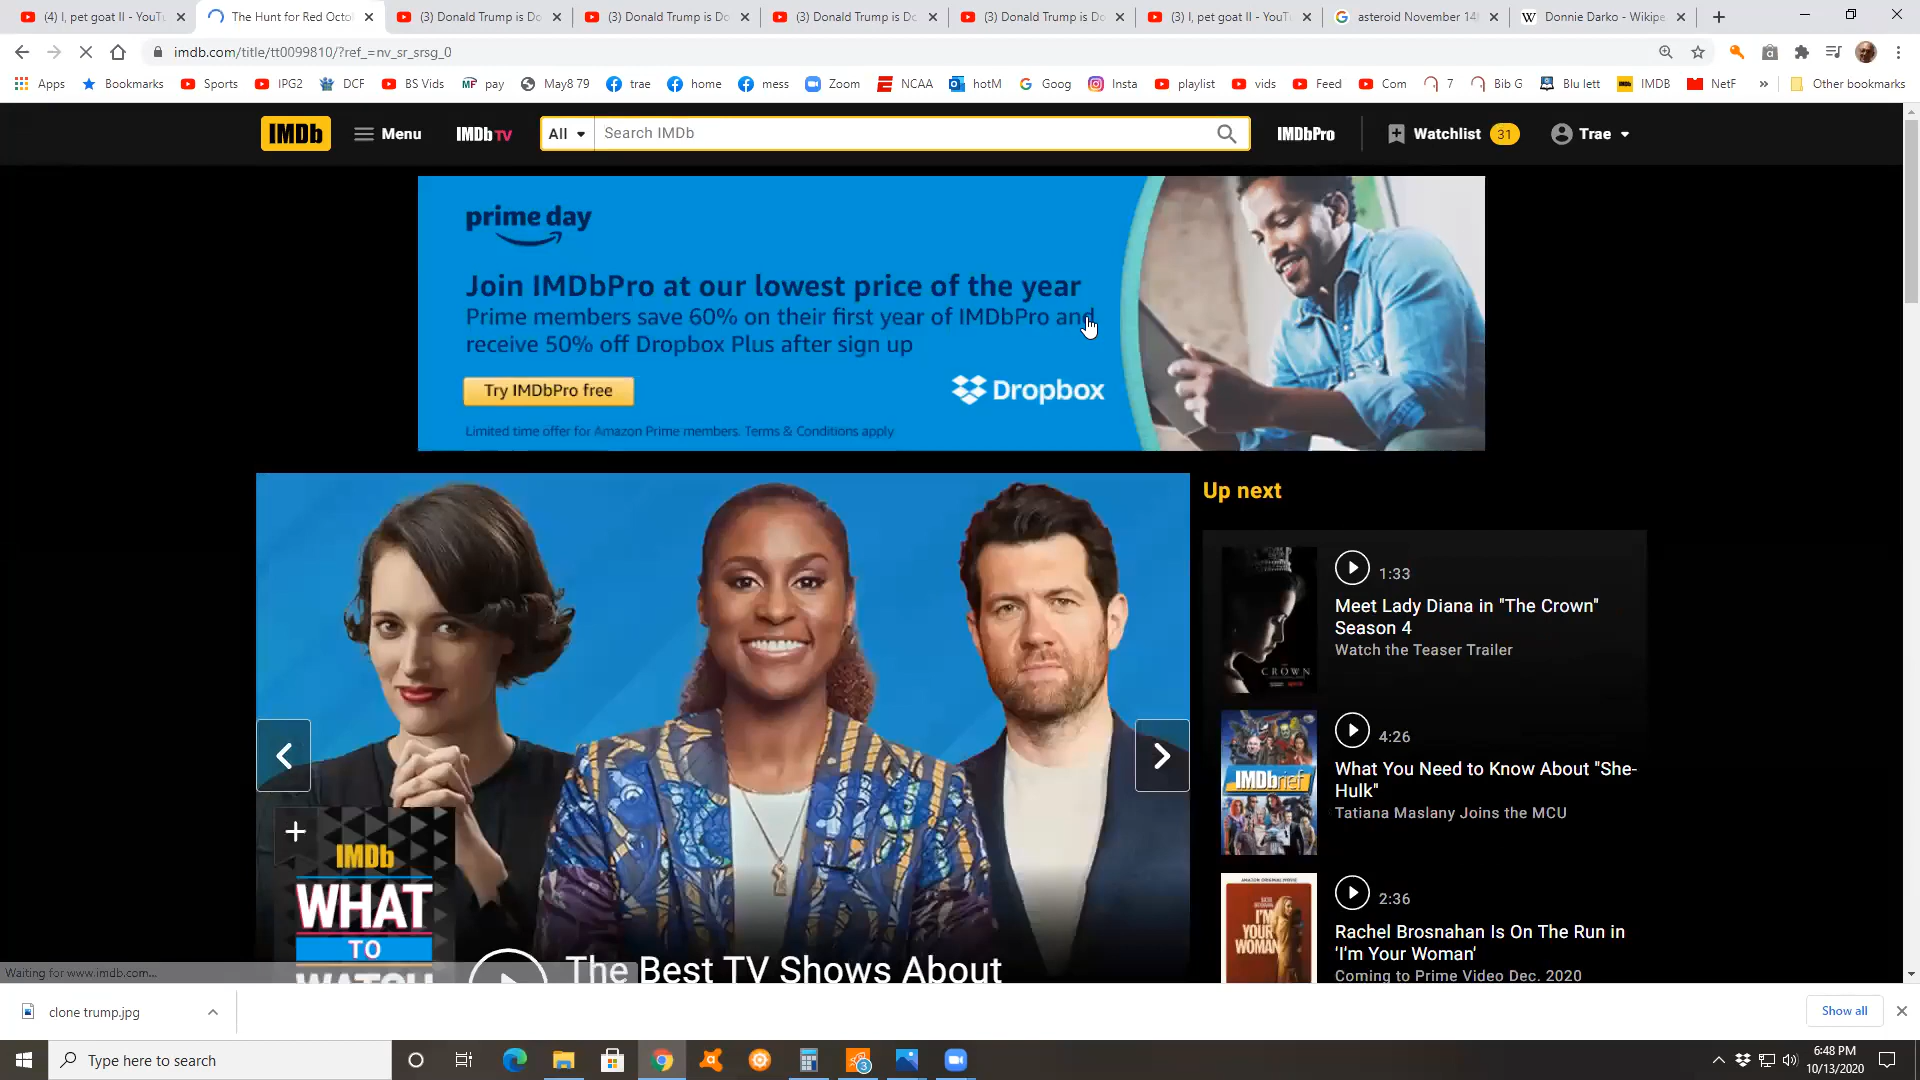 (4) I, pet goat II - YouTu
The Hunt for Red Octo
(3) Donald Trump is Do
(3) Donald Trump is Do
(3) Donald Trump is Do
(3) Donald Trump is Do
(3) I, pet goat II - YouT
asteroid November 14
Donnie Darko - Wikipe
imdb.com/title/tt0099810/?ref_=nv_sr_srsg_0
Apps
Bookmarks
Sports
IPG2
DCF
BS Vids
MF pay
May8 79
trae
home
mess
Zoom
NCAA
hotM
Goog
Insta
playlist
vids
Feed
Com
7
Bib G
Blu lett
IMDB
NetF
»
Other bookmarks
IMDb
Menu
IMDbTV
All
Search IMDb
IMDbPro
Watchlist 31
Trae
prime day
Join IMDbPro at our lowest price of the year
Prime members save 60% on their first year of IMDbPro and
receive 50% off Dropbox Plus after sign up
Try IMDbPro free
Dropbox
Limited time offer for Amazon Prime members. Terms & Conditions apply
Up next
1:33
Meet Lady Diana in "The Crown"
Season 4
Watch the Teaser Trailer
CROWN
4:26
What You Need to Know About "She-
Hulk"
Tatiana Maslany Joins the MCU
IMDbrief
2:36
Rachel Brosnahan Is On The Run in
'I'm Your Woman'
Coming to Prime Video Dec. 2020
I'M
YOUR
WOMAN
IMDb
WHAT
TO
WATCH
The Best TV Shows About
Waiting for www.imdb.com...
clone trump.jpg
Show all
Type here to search
3
6:48 PM
10/13/2020